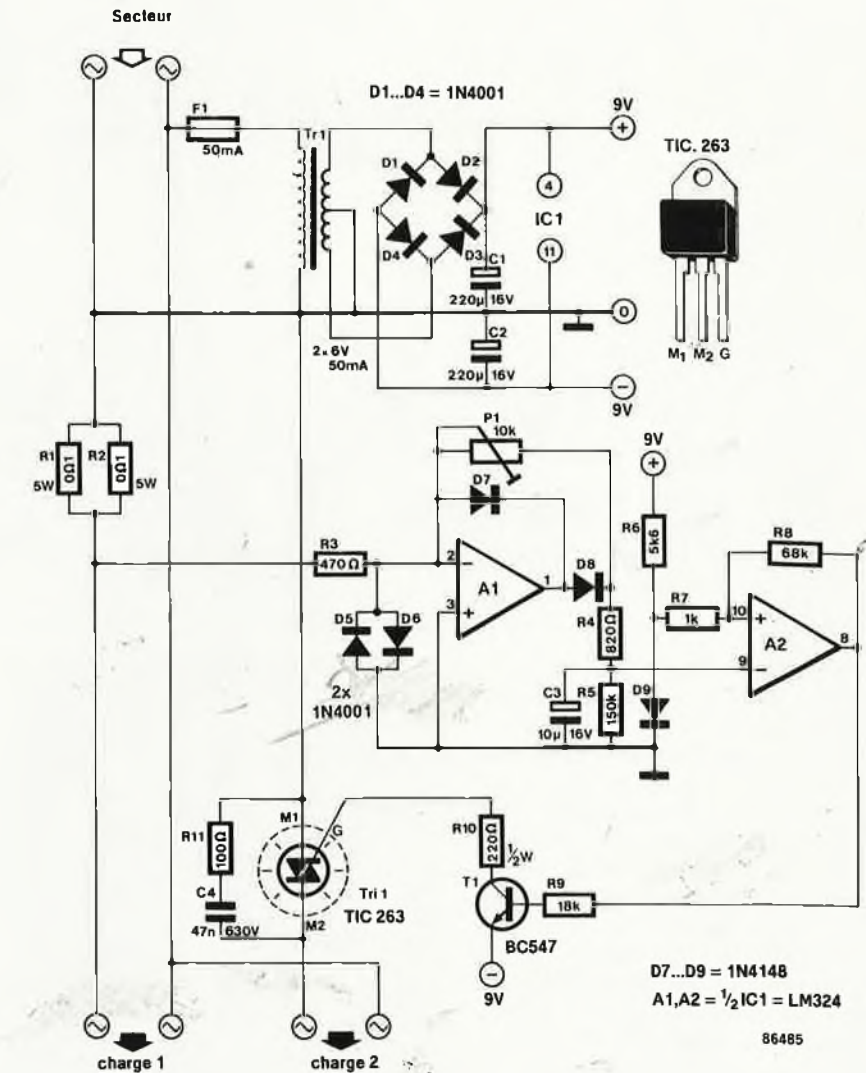 Secteur
D1...D4 = 1N4001
F1
50mA
Tr1
D1
D2
D4
D3
C1
220µ 16V
C2
220µ 16V
2x 6V
50mA
9V
+
4
IC1
11
0
−
9V
TIC. 263
M1 M2 G
R1
0Ω1
5W
R2
0Ω1
5W
P1
10k
D7
R3
470Ω
2
−
3
+
A1
1
D8
D5
D6
2x
1N4001
R4
820Ω
C3
10µ 16V
R5
150k
9V
+
R6
5k6
D9
R7
1k
R8
68k
10
+
9
−
A2
8
R11
100Ω
C4
47n 630V
M1
G
M2
Tri 1
TIC 263
R10
220Ω
½W
T1
BC547
R9
18k
−
9V
D7...D9 = 1N4148
A1,A2 = ½ IC1 = LM324
86485
charge 1
charge 2